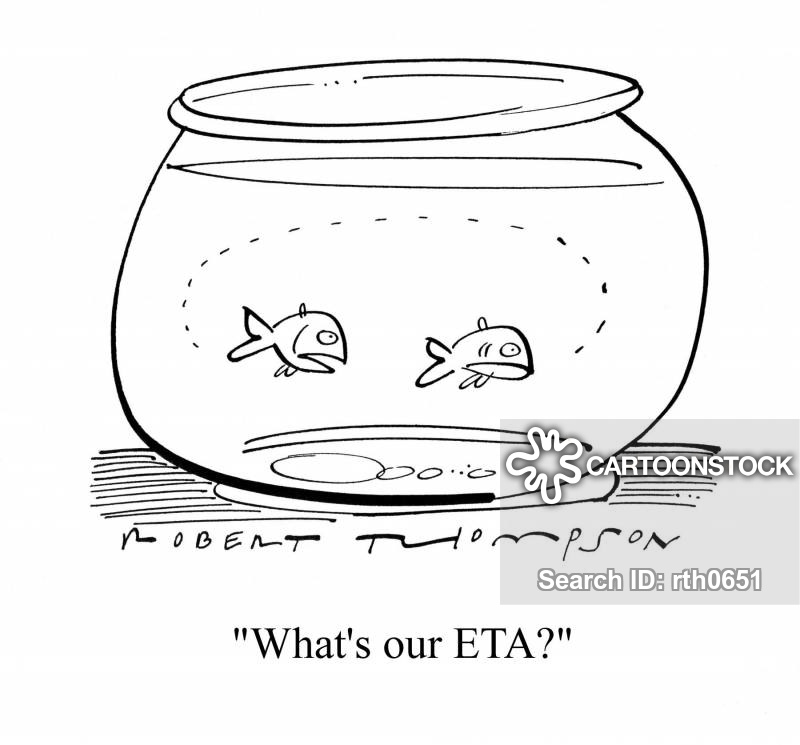 CARTOONSTOCK
ROBERT THOMPSON
Search ID: rth0651
"What's our ETA?"